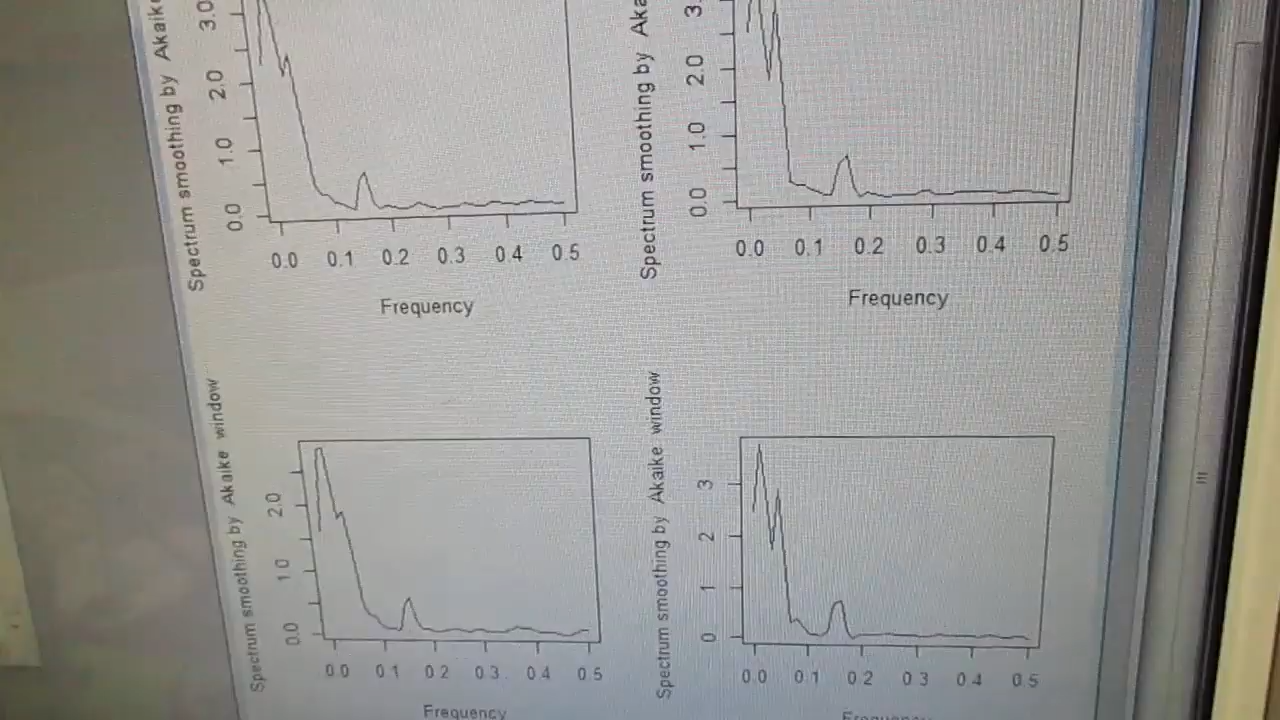 Spectrum smoothing by Akaike
3.0
2.0
1.0
0.0
0.0 0.1 0.2 0.3 0.4 0.5
Frequency
Spectrum smoothing by
2.0
1.0
0.0
0.0 0.1 0.2 0.3 0.4 0.5
Frequency
Spectrum smoothing by Akaike window
2.0
1.0
0.0
0.0 0.1 0.2 0.3 0.4 0.5
Frequency
Spectrum smoothing by Akaike window
3
2
1
0
0.0 0.1 0.2 0.3 0.4 0.5